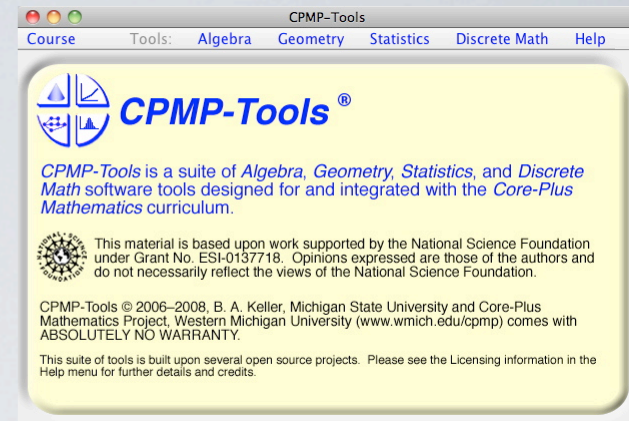 CPMP-Tools
Course Tools: Algebra Geometry Statistics Discrete Math Help
CPMP-Tools ®
CPMP-Tools is a suite of Algebra, Geometry, Statistics, and Discrete
Math software tools designed for and integrated with the Core-Plus
Mathematics curriculum.
NATIONAL SCIENCE FOUNDATION
This material is based upon work supported by the National Science Foundation
under Grant No. ESI-0137718. Opinions expressed are those of the authors and
do not necessarily reflect the views of the National Science Foundation.
CPMP-Tools © 2006–2008, B. A. Keller, Michigan State University and Core-Plus
Mathematics Project, Western Michigan University (www.wmich.edu/cpmp) comes with
ABSOLUTELY NO WARRANTY.
This suite of tools is built upon several open source projects. Please see the Licensing information in the
Help menu for further details and credits.